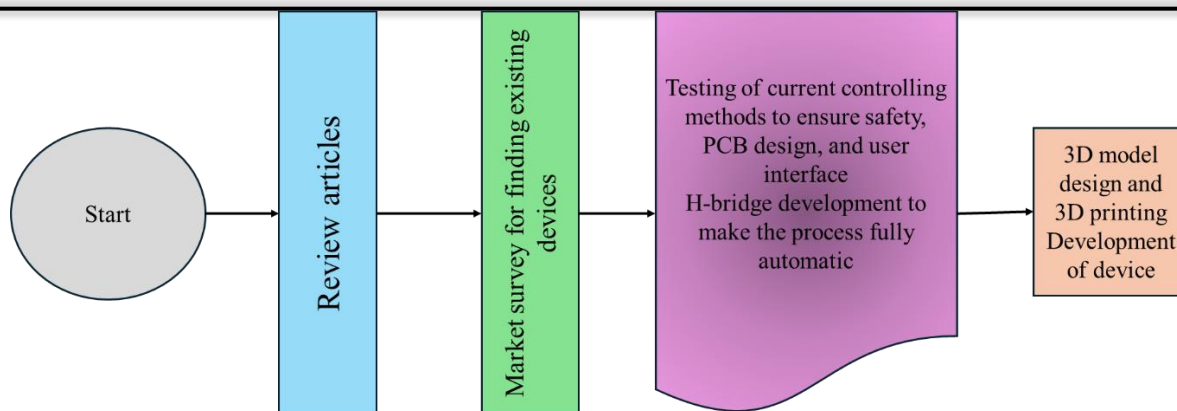 Start
Review articles
Market survey for finding existing
devices
Testing of current controlling
methods to ensure safety,
PCB design, and user
interface
H-bridge development to
make the process fully
automatic
3D model
design and
3D printing
Development
of device